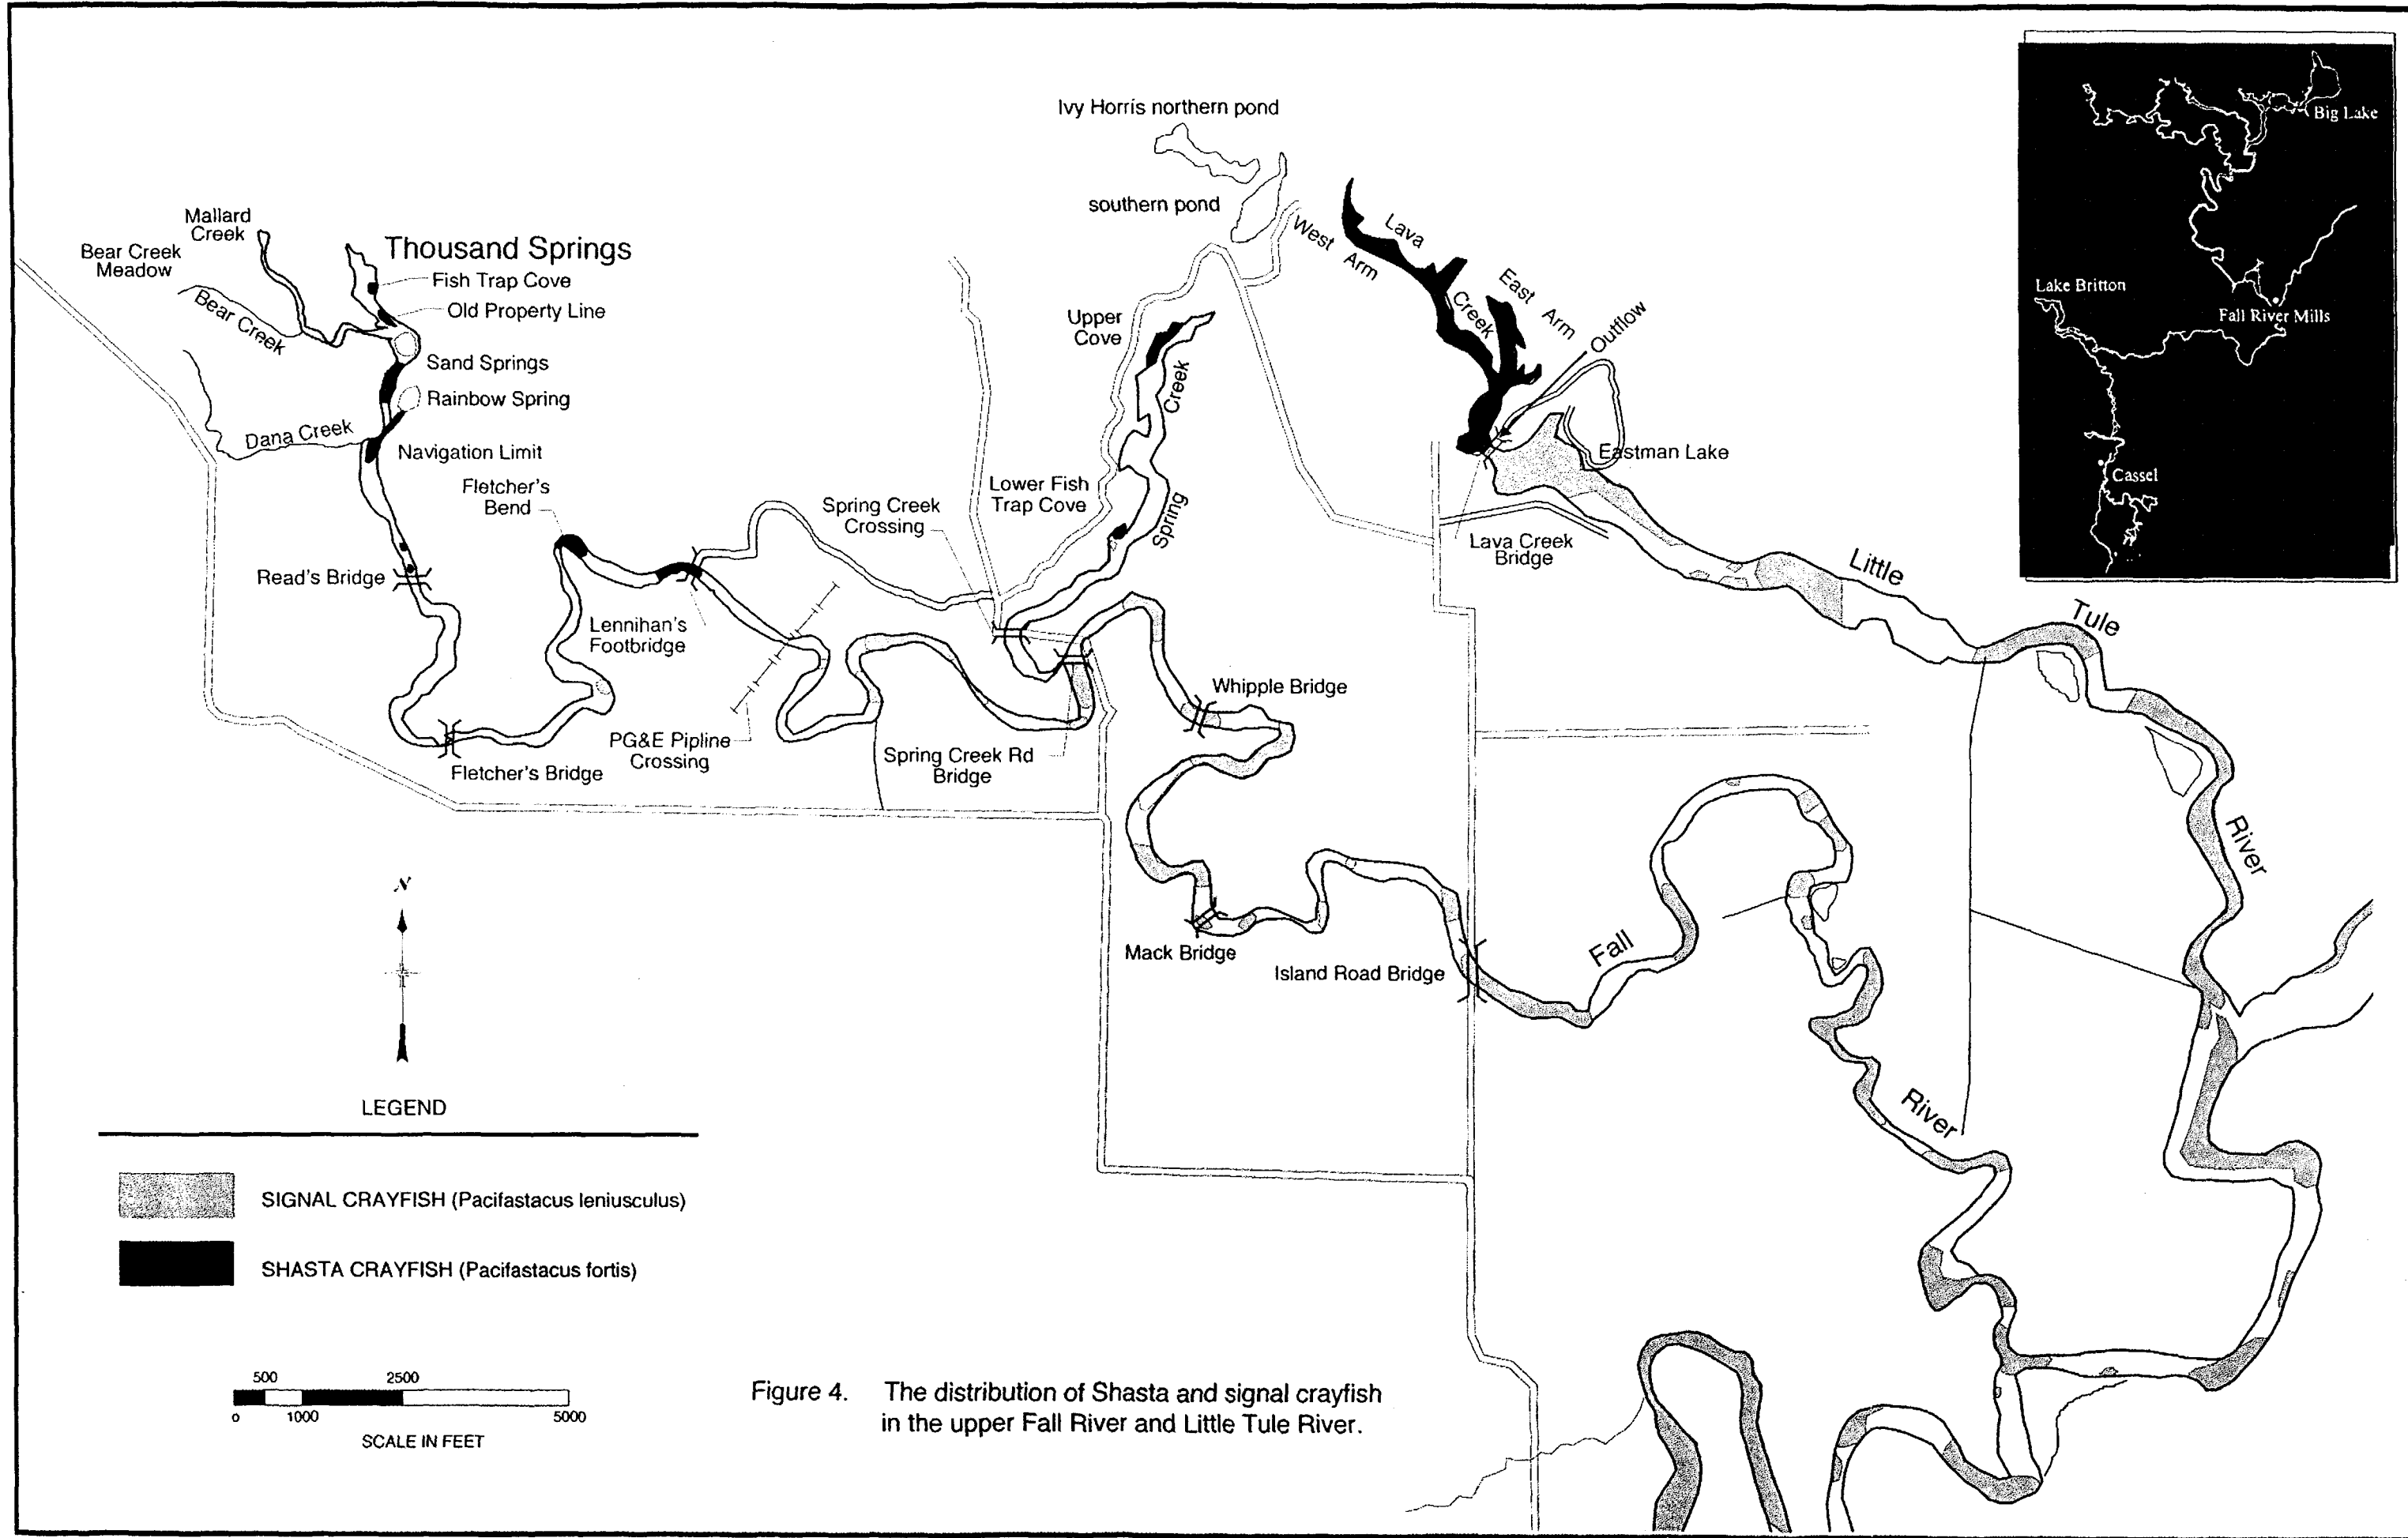 Ivy Horris northern pond
southern pond
Mallard
Creek
Bear Creek
Meadow
Bear Creek
Thousand Springs
Fish Trap Cove
Old Property Line
Sand Springs
Rainbow Spring
Dana Creek
Navigation Limit
Fletcher's
Bend
Read's Bridge
Lennihan's
Footbridge
Fletcher's Bridge
PG&E Pipline
Crossing
Spring Creek
Crossing
Upper
Cove
Lower Fish
Trap Cove
Spring
Creek
Spring Creek Rd
Bridge
Whipple Bridge
Mack Bridge
Island Road Bridge
West Arm
Lava
Creek
East Arm
Outflow
Eastman Lake
Lava Creek
Bridge
Little
Tule
River
Fall
River
Big Lake
Lake Britton
Fall River Mills
Cassel
N
LEGEND
SIGNAL CRAYFISH (Pacifastacus leniusculus)
SHASTA CRAYFISH (Pacifastacus fortis)
500 2500
0 1000 5000
SCALE IN FEET
Figure 4. The distribution of Shasta and signal crayfish
in the upper Fall River and Little Tule River.